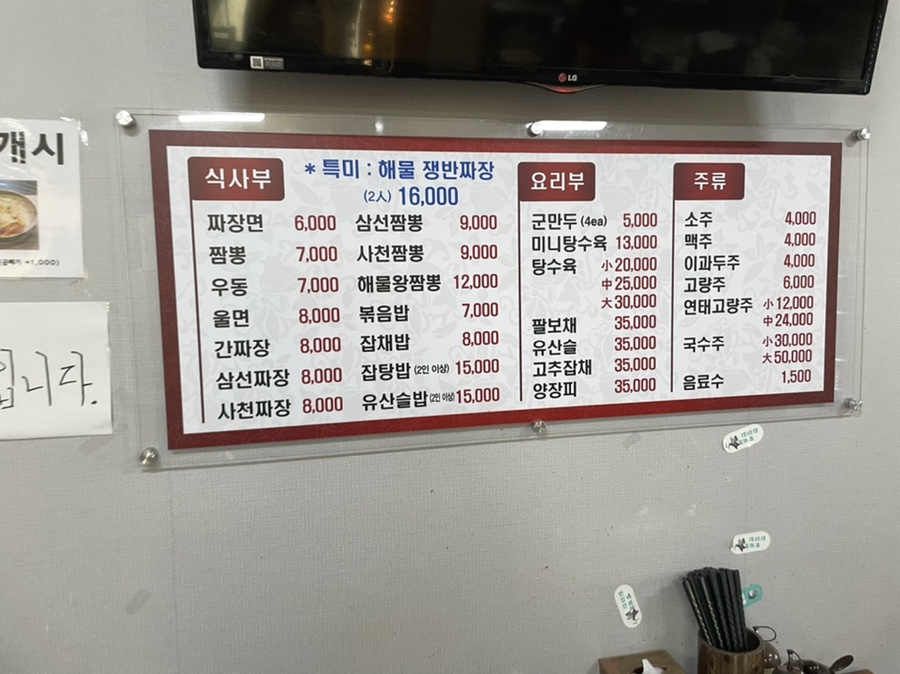 LG
개시
곱빼기 +1,000)
입니다.
식사부
* 특미 : 해물 쟁반짜장
(2人) 16,000
짜장면 6,000
짬뽕 7,000
우동 7,000
울면 8,000
간짜장 8,000
삼선짜장 8,000
사천짜장 8,000
삼선짬뽕 9,000
사천짬뽕 9,000
해물왕짬뽕 12,000
볶음밥 7,000
잡채밥 8,000
잡탕밥 (2인 이상) 15,000
유산슬밥 (2인 이상) 15,000
요리부
군만두 (4ea) 5,000
미니탕수육 13,000
탕수육 小 20,000
中 25,000
大 30,000
팔보채 35,000
유산슬 35,000
고추잡채 35,000
양장피 35,000
주류
소주 4,000
맥주 4,000
이과두주 4,000
고량주 6,000
연태고량주 小 12,000
中 24,000
국수주 小 30,000
大 50,000
음료수 1,500